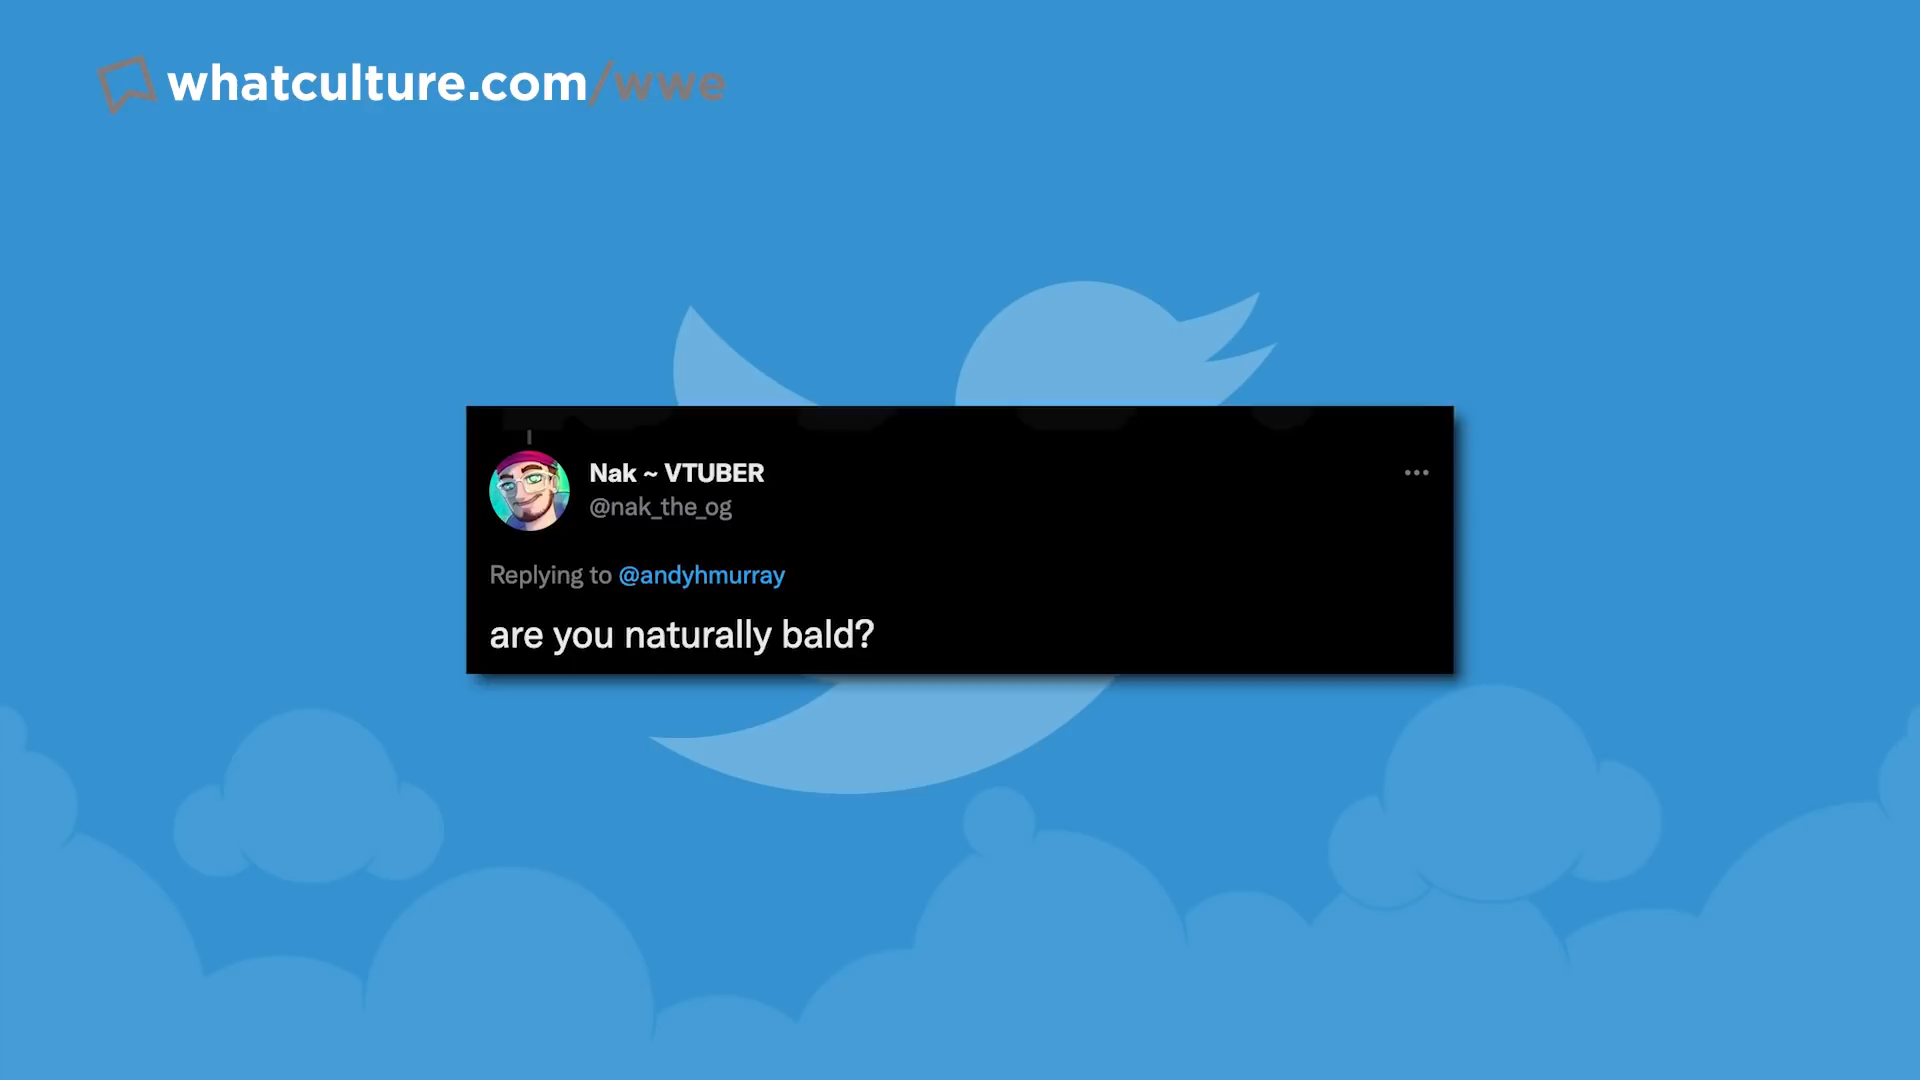 whatculture.com/wwe
Nak ~ VTUBER
@nak_the_og
Replying to @andyhmurray
are you naturally bald?